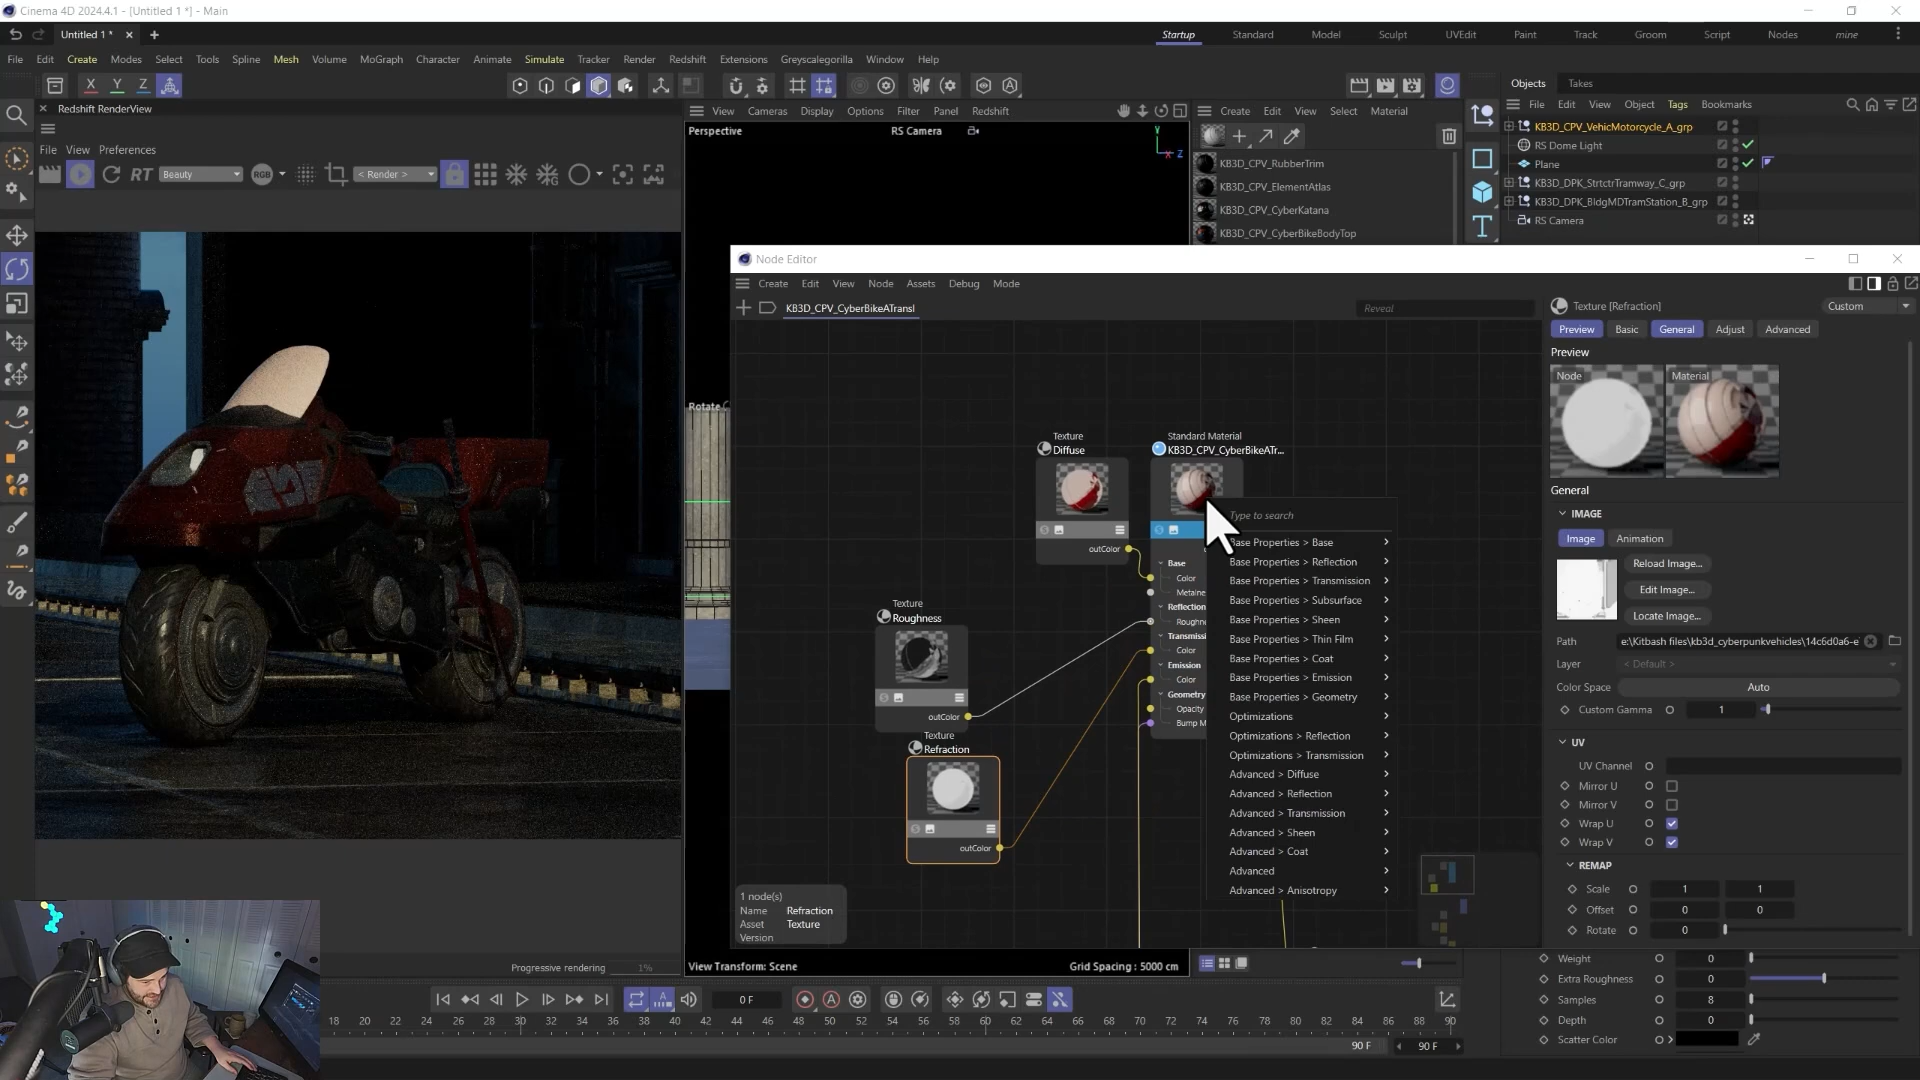 Cinema 4D 2024.4.1 - [Untitled 1 *] - Main
Untitled 1 * × +
Startup Standard Model Sculpt UVEdit Paint Track Groom Script Nodes mine
File Edit Create Modes Select Tools Spline Mesh Volume MoGraph Character Animate Simulate Tracker Render Redshift Extensions Greyscalegorilla Window Help
X Y Z
Objects Takes
Redshift RenderView
View Cameras Display Options Filter Panel Redshift
Create Edit View Select Material
File Edit View Object Tags Bookmarks
Perspective
RS Camera
Y
X Z
KB3D_CPV_VehicMotorcycle_A_grp
RS Dome Light
Plane
KB3D_DPK_StrtctrTramway_C_grp
KB3D_DPK_BldgMDTramStation_B_grp
RS Camera
File View Preferences
RT Beauty RGB < Render >
KB3D_CPV_RubberTrim
KB3D_CPV_ElementAtlas
KB3D_CPV_CyberKatana
KB3D_CPV_CyberBikeBodyTop
Node Editor
Create Edit View Node Assets Debug Mode
KB3D_CPV_CyberBikeATransl
Reveal
Rotate
Texture
Diffuse
outColor
Standard Material
KB3D_CPV_CyberBikeATr...
Base
Color
Metalne
Reflection
Roughne
Transmissi
Color
Emission
Color
Geometry
Opacity
Bump M
Texture
Roughness
outColor
Texture
Refraction
outColor
Type to search
Base Properties > Base
Base Properties > Reflection
Base Properties > Transmission
Base Properties > Subsurface
Base Properties > Sheen
Base Properties > Thin Film
Base Properties > Coat
Base Properties > Emission
Base Properties > Geometry
Optimizations
Optimizations > Reflection
Optimizations > Transmission
Advanced > Diffuse
Advanced > Reflection
Advanced > Transmission
Advanced > Sheen
Advanced > Coat
Advanced
Advanced > Anisotropy
1 node(s)
Name Refraction
Asset Texture
Version
Texture [Refraction] Custom
Preview Basic General Adjust Advanced
Preview
Node Material
General
IMAGE
Image Animation
Reload Image...
Edit Image...
Locate Image...
Path e:\Kitbash files\kb3d_cyberpunkvehicles\14c6d0a6-e
Layer < Default >
Color Space Auto
Custom Gamma 1
UV
UV Channel
Mirror U
Mirror V
Wrap U
Wrap V
REMAP
Scale 1 1
Offset 0 0
Rotate 0
Weight 0
Extra Roughness 0
Samples 8
Depth 0
Scatter Color
Progressive rendering 1%
View Transform: Scene
Grid Spacing : 5000 cm
0 F
18 20 22 24 26 28 30 32 34 36 38 40 42 44 46 48 50 52 54 56 58 60 62 64 66 68 70 72 74 76 78 80 82 84 86 88 90
90 F 90 F